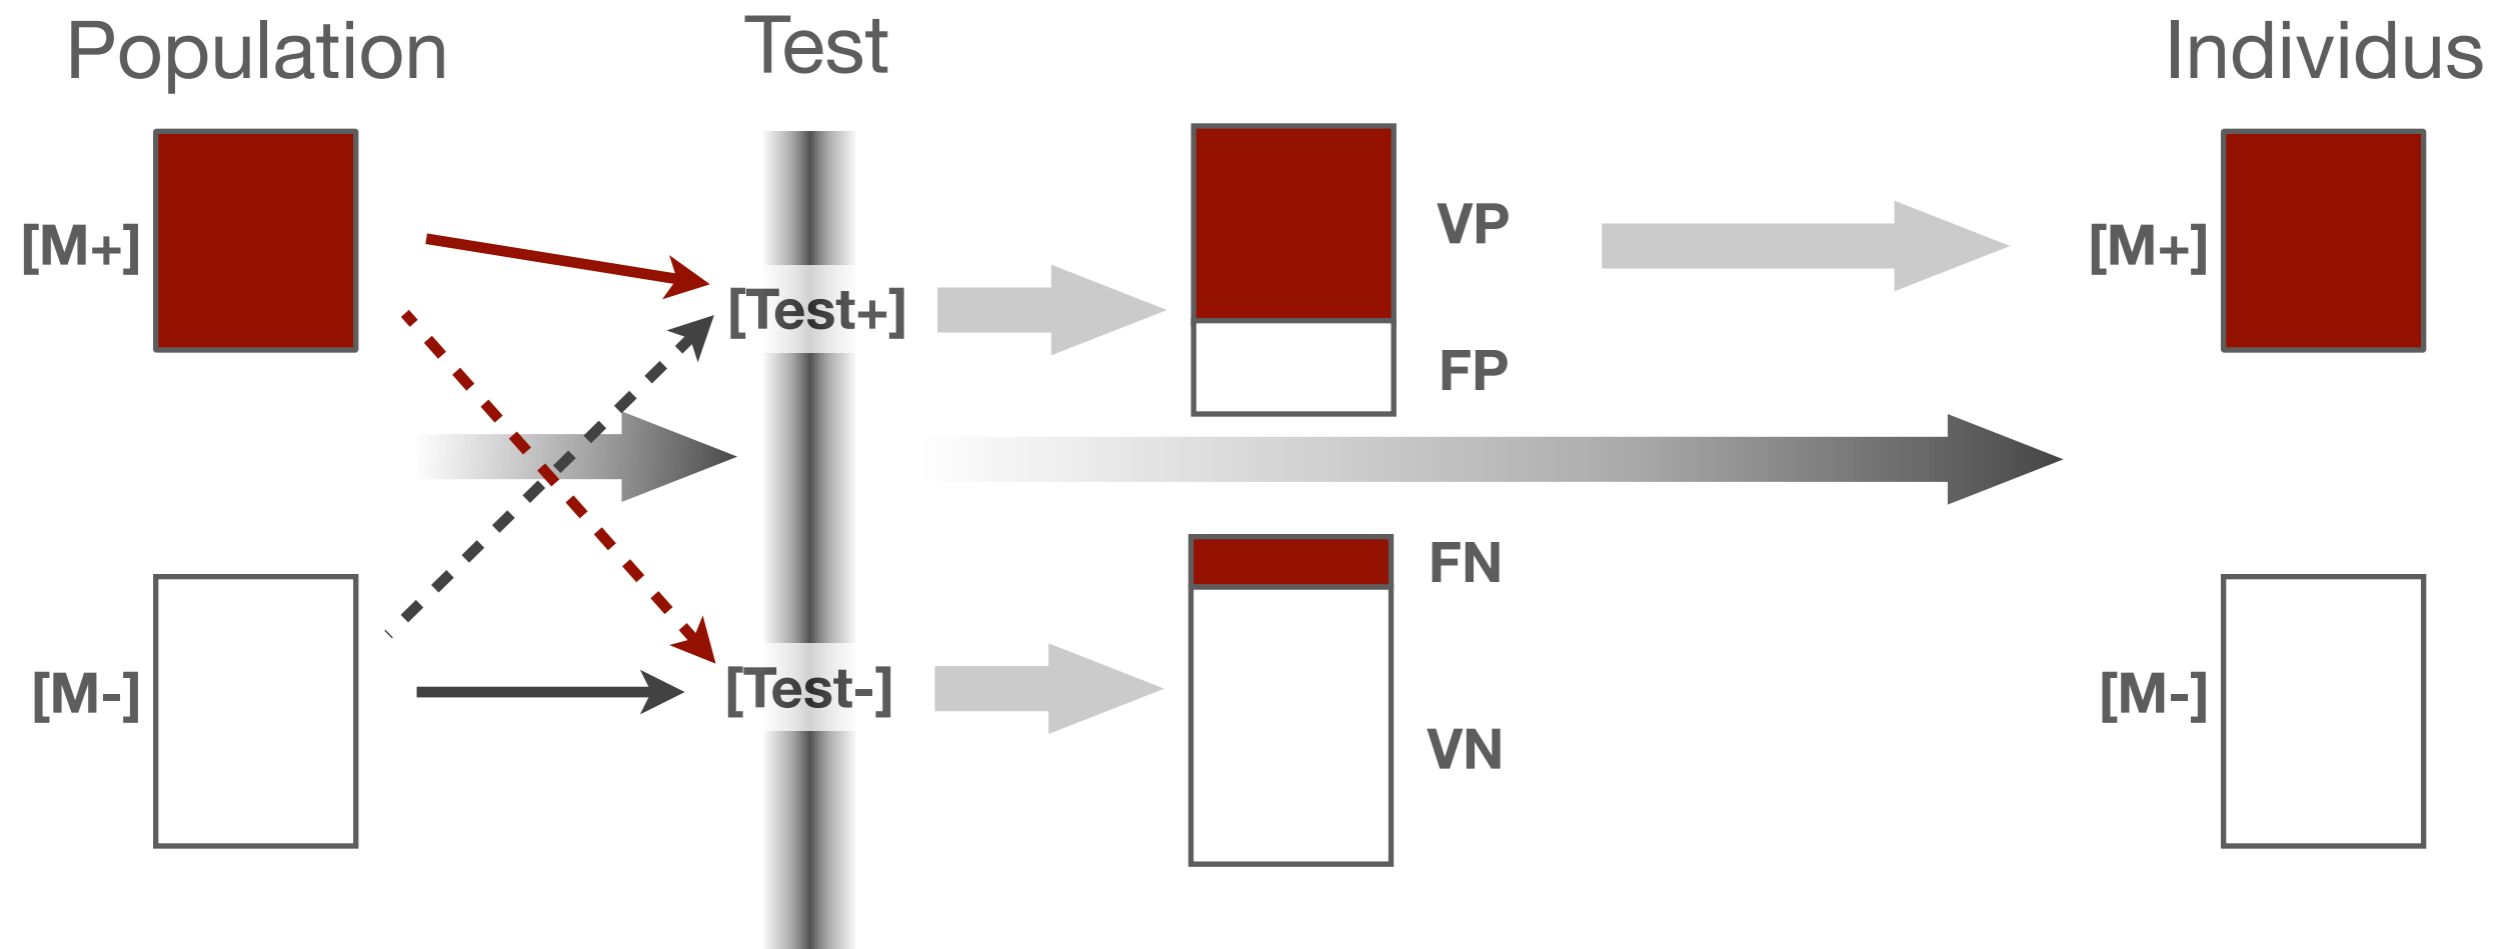 Population
Test
Individus
[M+]
[Test+]
VP
FP
[M+]
[M-]
[Test-]
FN
VN
[M-]